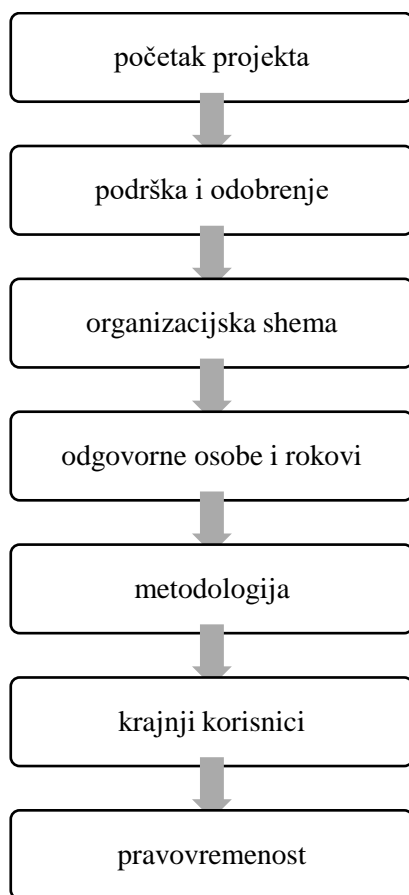 početak projekta
podrška i odobrenje
organizacijska shema
odgovorne osobe i rokovi
metodologija
krajnji korisnici
pravovremenost